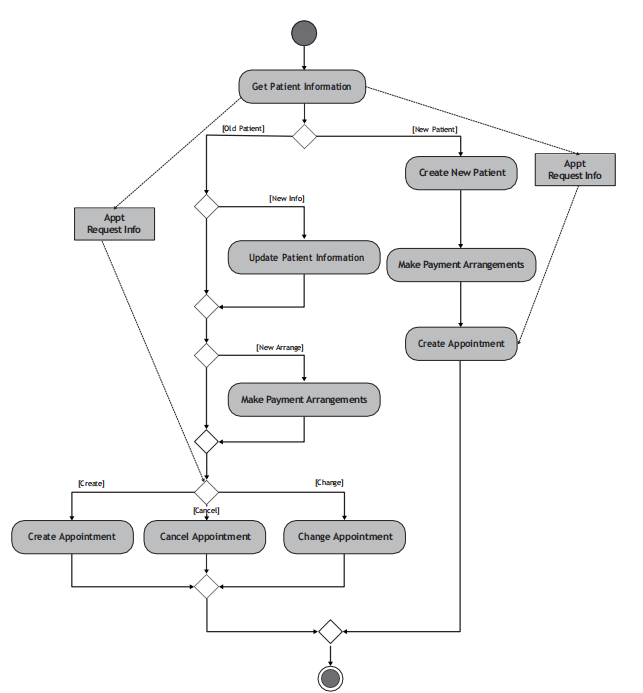 Get Patient Information
[Old Patient]
[New Patient]
Appt
Request Info
Create New Patient
[New Info]
Appt
Request Info
Update Patient Information
Make Payment Arrangements
Create Appointment
[New Arrange]
Make Payment Arrangements
[Create]
[Change]
[Cancel]
Create Appointment
Cancel Appointment
Change Appointment